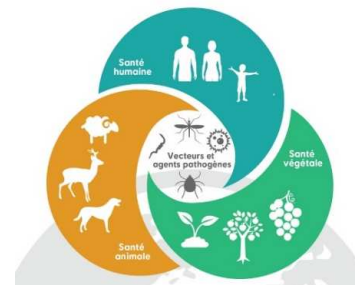 Santé
humaine
Vecteurs et
agents pathogènes
Santé
végétale
Santé
animale